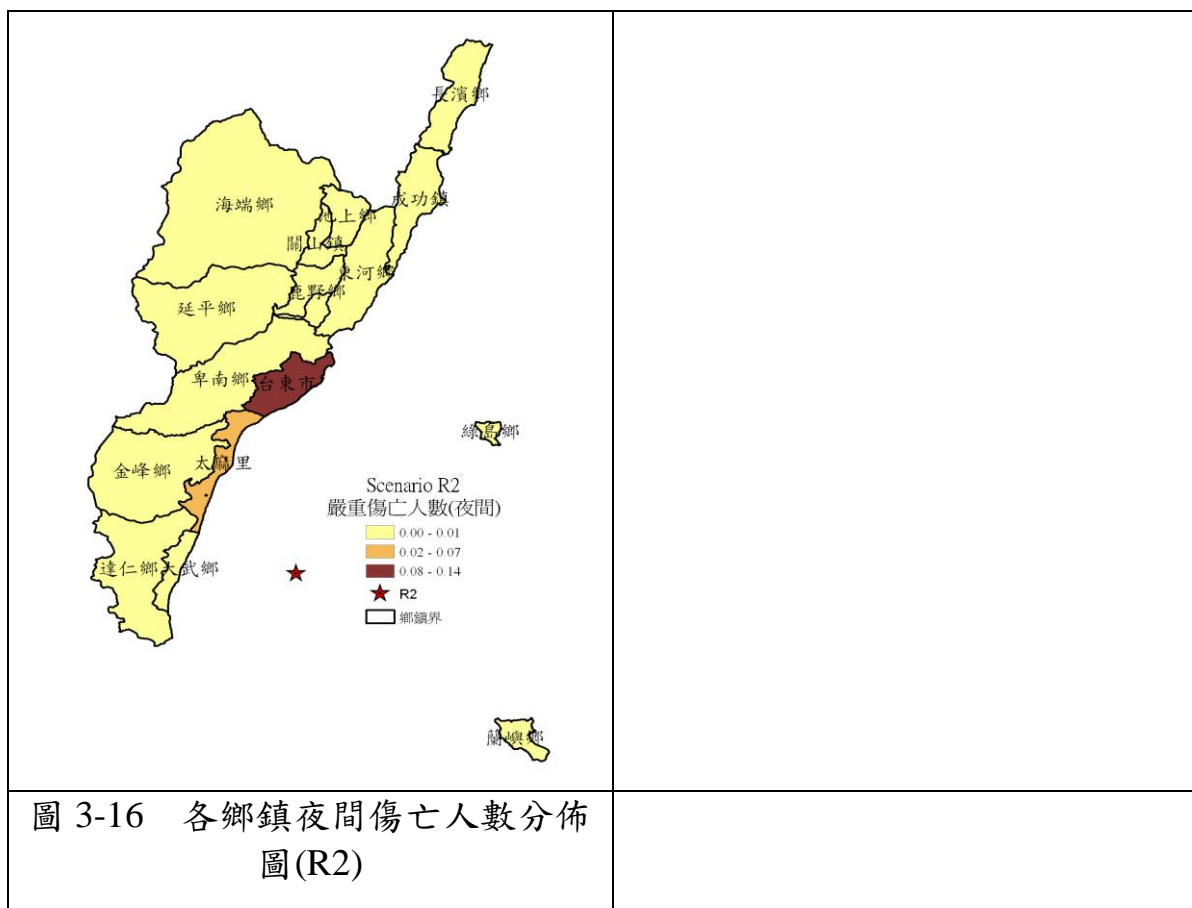 長濱鄉
成功鎮
海端鄉
池上鄉
關山鎮
東河鄉
鹿野鄉
延平鄉
卑南鄉
台東市
綠島鄉
太麻里
金峰鄉
Scenario R2
嚴重傷亡人數(夜間)
0.00 - 0.01
0.02 - 0.07
0.08 - 0.14
R2
鄉鎮界
達仁鄉
大武鄉
蘭嶼鄉
圖 3-16 各鄉鎮夜間傷亡人數分佈
圖(R2)